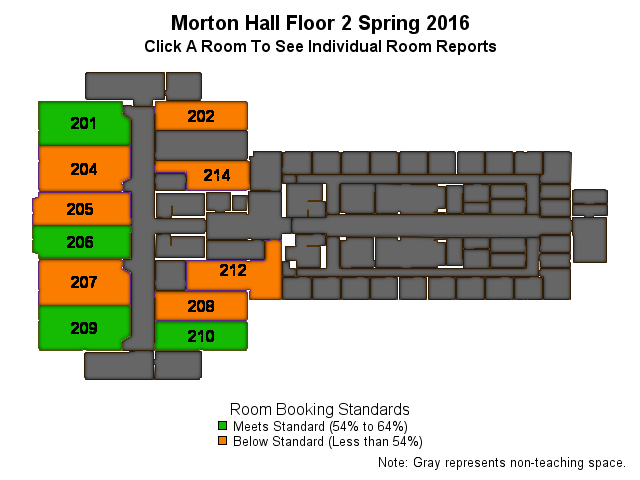 Morton Hall Floor 2 Spring 2016
Click A Room To See Individual Room Reports
201
202
204
214
205
206
207
212
208
209
210
Room Booking Standards
Meets Standard (54% to 64%)
Below Standard (Less than 54%)
Note: Gray represents non-teaching space.